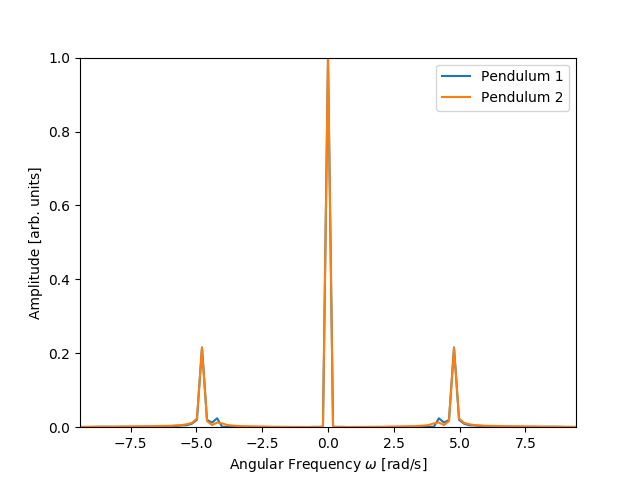 1.0
0.8
0.6
0.4
0.2
0.0
Amplitude [arb. units]
Pendulum 1
Pendulum 2
−7.5 −5.0 −2.5 0.0 2.5 5.0 7.5
Angular Frequency ω [rad/s]